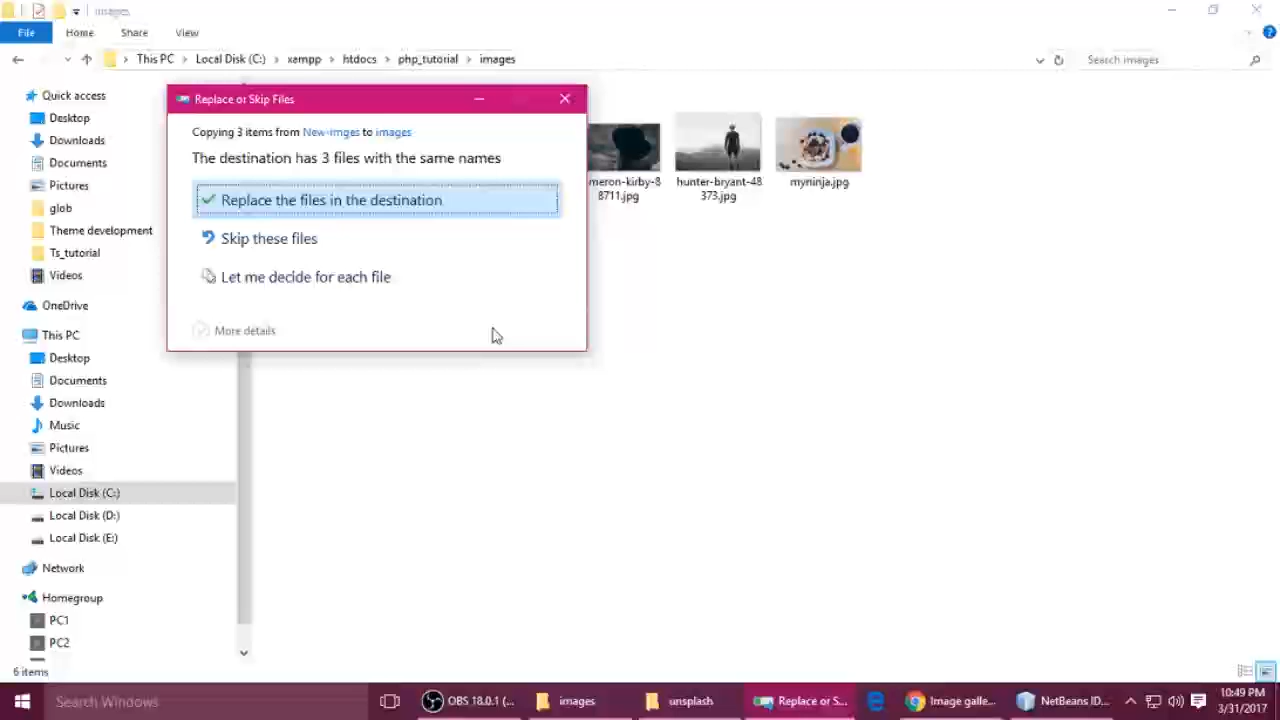 images
File
Home
Share
View
This PC
Local Disk (C:)
xampp
htdocs
php_tutorial
images
Search images
Quick access
Desktop
Downloads
Documents
Pictures
glob
Theme development
Ts_tutorial
Videos
OneDrive
This PC
Desktop
Documents
Downloads
Music
Pictures
Videos
Local Disk (C:)
Local Disk (D:)
Local Disk (E:)
Network
Homegroup
PC1
PC2
6 items
Replace or Skip Files
Copying 3 items from New-imges to images
The destination has 3 files with the same names
Replace the files in the destination
Skip these files
Let me decide for each file
More details
meron-kirby-8
8711.jpg
hunter-bryant-48
373.jpg
myninja.jpg
Search Windows
OBS 18.0.1 (...
images
unsplash
Replace or S...
Image galle...
NetBeans ID...
10:49 PM
3/31/2017